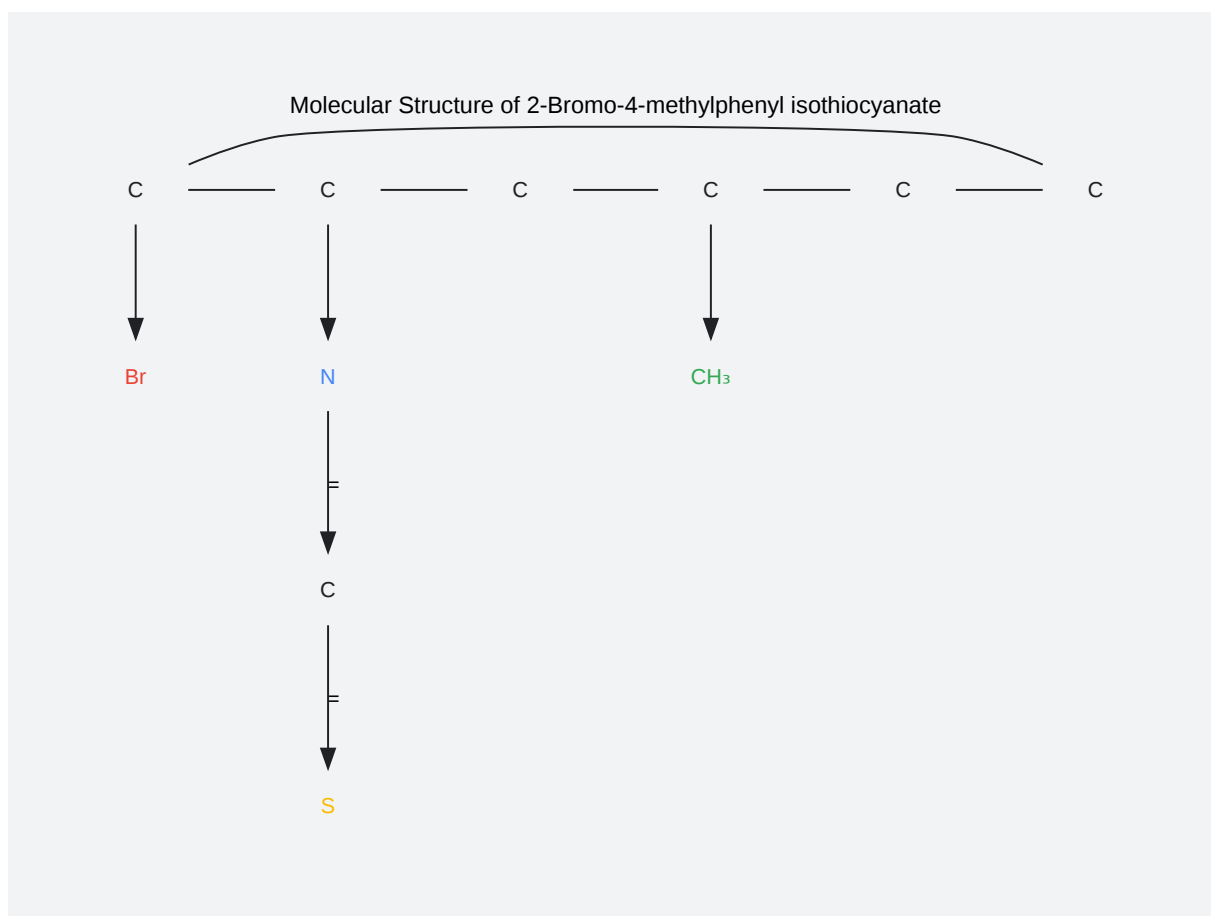 Molecular Structure of 2-Bromo-4-methylphenyl isothiocyanate
C C C C C C
Br N CH₃
=
C
=
S